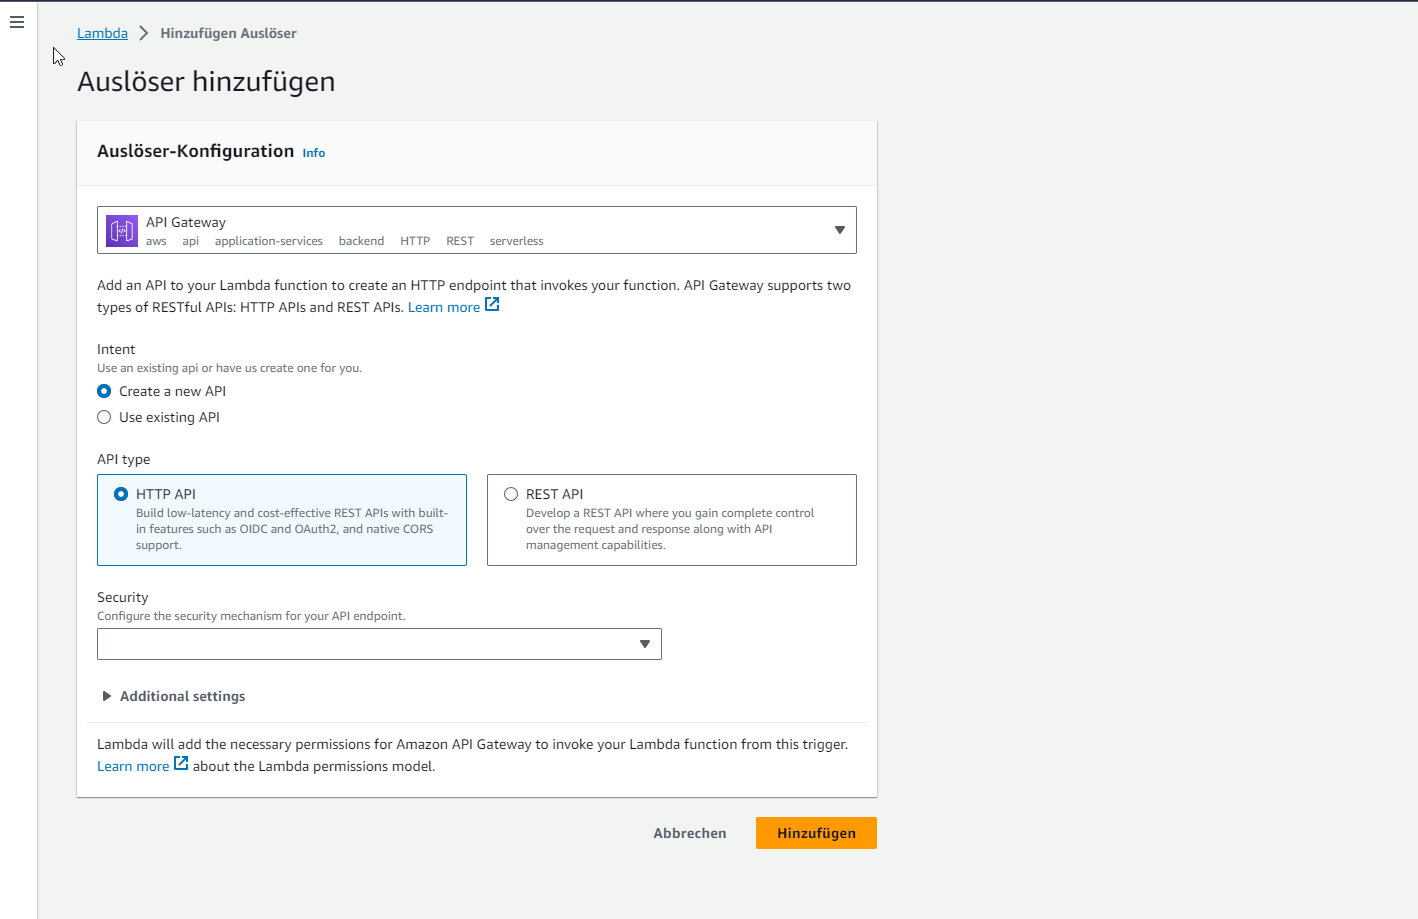 Lambda
Hinzufügen Auslöser
Auslöser hinzufügen
Auslöser-Konfiguration Info
API Gateway
aws api application-services backend HTTP REST serverless
Add an API to your Lambda function to create an HTTP endpoint that invokes your function. API Gateway supports two
types of RESTful APIs: HTTP APIs and REST APIs. Learn more
Intent
Use an existing api or have us create one for you.
Create a new API
Use existing API
API type
HTTP API
Build low-latency and cost-effective REST APIs with built-
in features such as OIDC and OAuth2, and native CORS
support.
REST API
Develop a REST API where you gain complete control
over the request and response along with API
management capabilities.
Security
Configure the security mechanism for your API endpoint.
Additional settings
Lambda will add the necessary permissions for Amazon API Gateway to invoke your Lambda function from this trigger.
Learn more about the Lambda permissions model.
Abbrechen
Hinzufügen